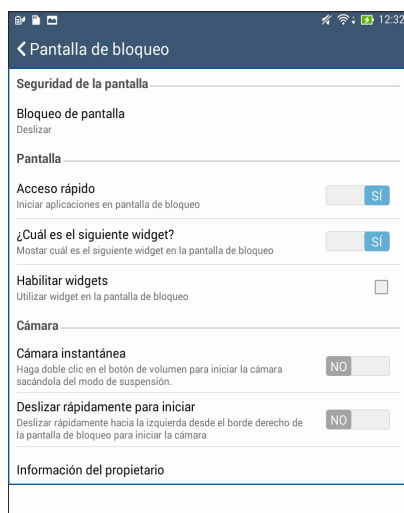 12:32
Pantalla de bloqueo
Seguridad de la pantalla
Bloqueo de pantalla
Deslizar
Pantalla
Acceso rápido
Iniciar aplicaciones en pantalla de bloqueo
SÍ
¿Cuál es el siguiente widget?
Mostar cuál es el siguiente widget en la pantalla de bloqueo
SÍ
Habilitar widgets
Utilizar widget en la pantalla de bloqueo
Cámara
Cámara instantánea
Haga doble clic en el botón de volumen para iniciar la cámara
sacándola del modo de suspensión.
NO
Deslizar rápidamente para iniciar
Deslizar rápidamente hacia la izquierda desde el borde derecho de
la pantalla de bloqueo para iniciar la cámara
NO
Información del propietario